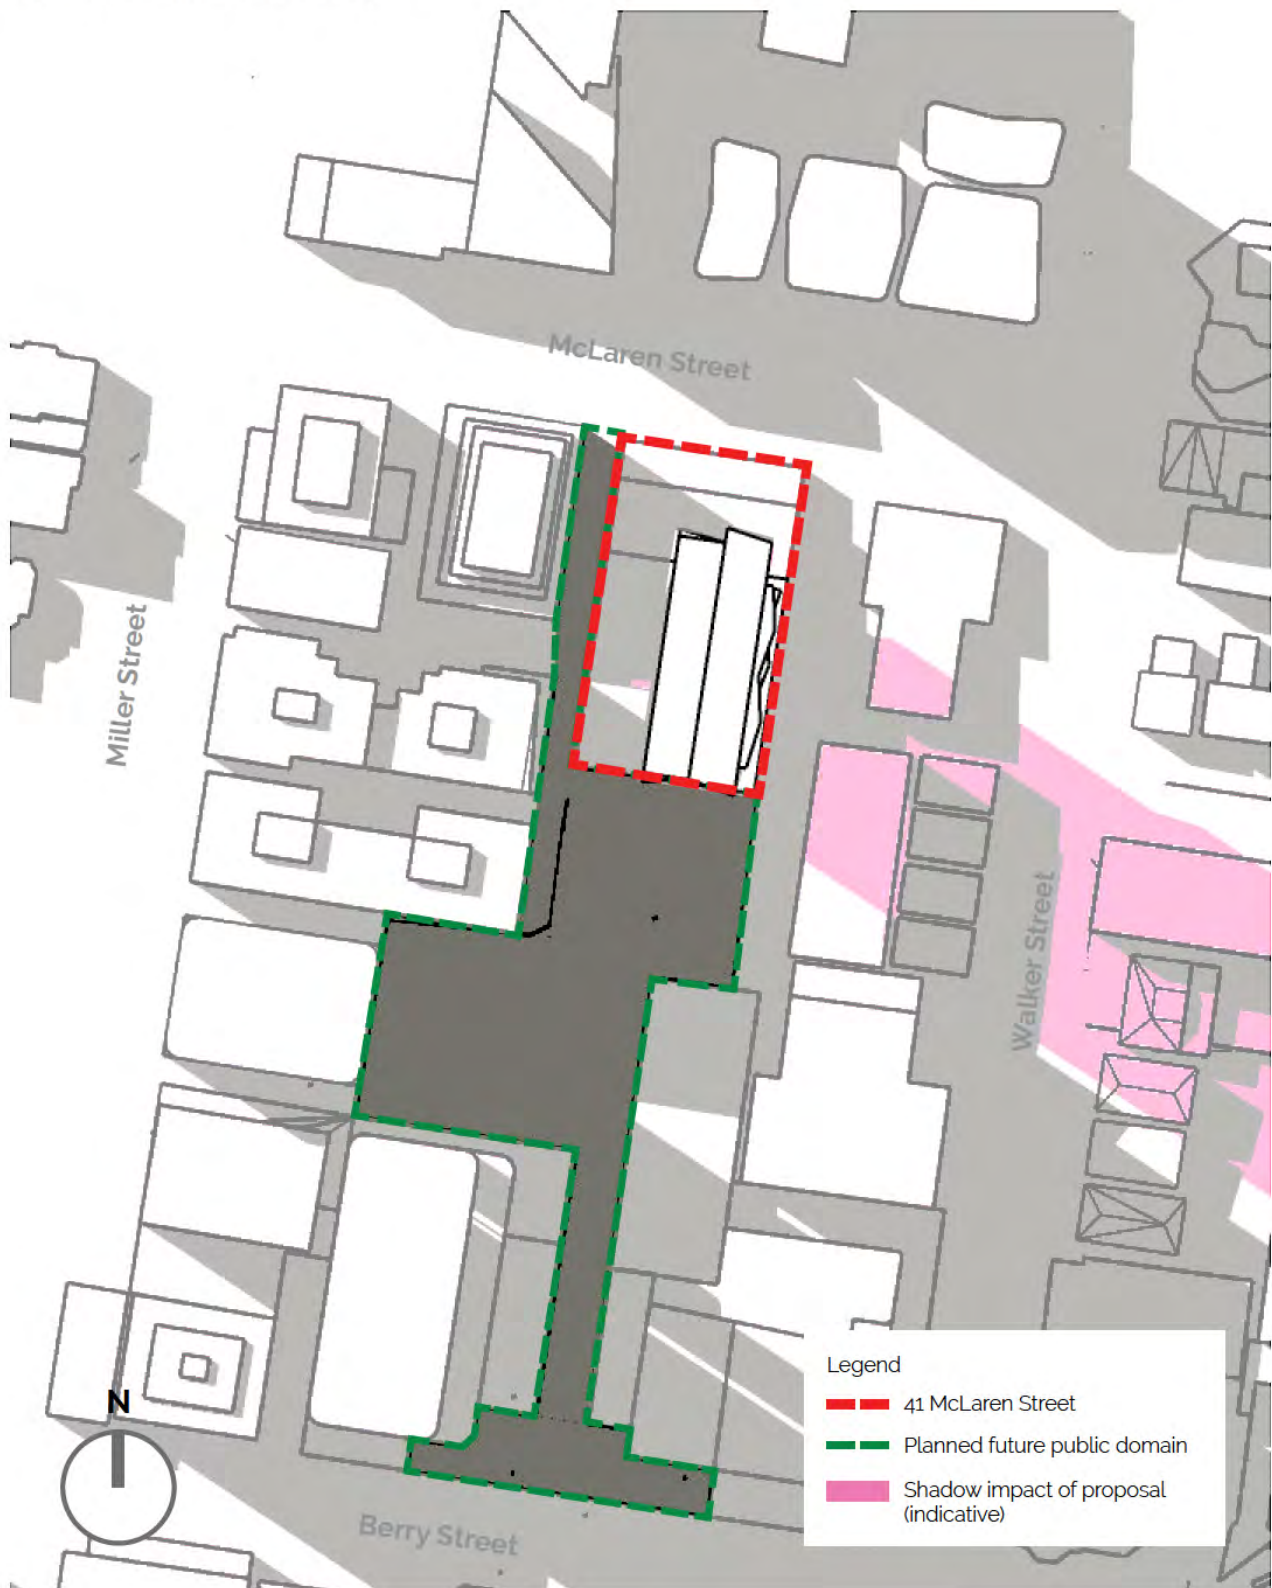 McLaren Street
Miller Street
Walker Street
N
Berry Street
Legend
41 McLaren Street
Planned future public domain
Shadow impact of proposal
(indicative)